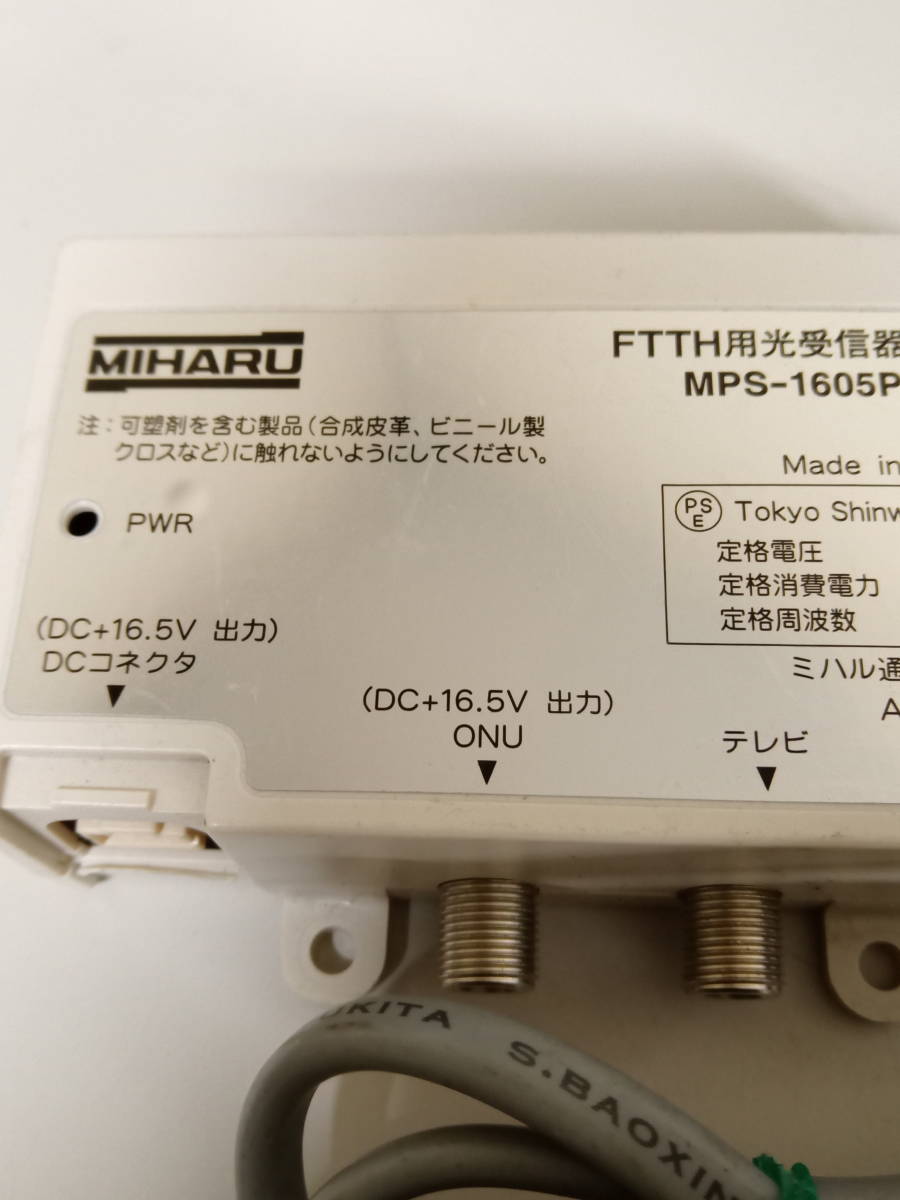 MIHARU
FTTH用光受信器
MPS-1605P
注：可塑剤を含む製品（合成皮革、ビニール製
クロスなど）に触れないようにしてください。
Made in
PWR
PS
E
Tokyo Shinw
定格電圧
定格消費電力
定格周波数
(DC+16.5V 出力)
DCコネクタ
ミハル通
A
(DC+16.5V 出力)
ONU
テレビ
KITA S.BAOXIN